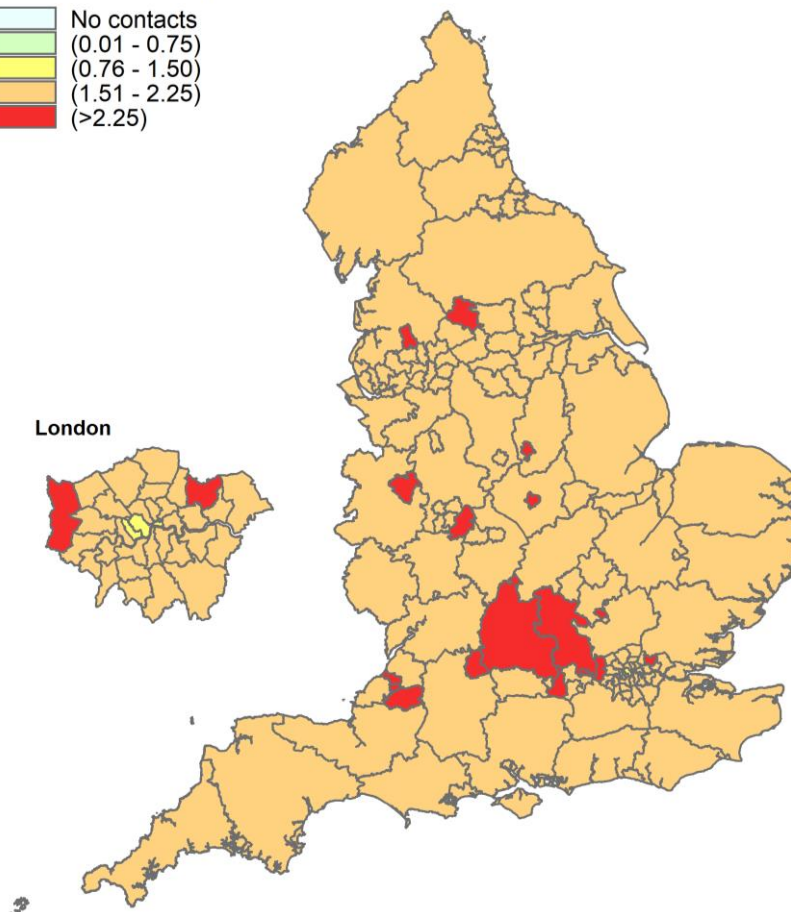 No contacts
(0.01 - 0.75)
(0.76 - 1.50)
(1.51 - 2.25)
(>2.25)
London